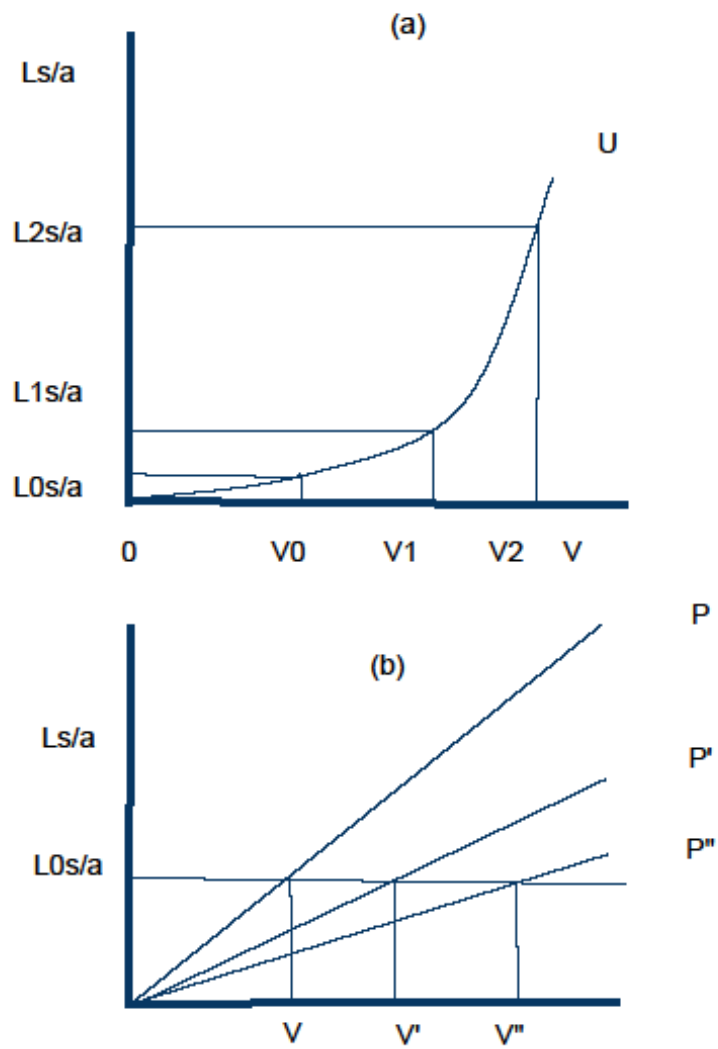 (a)
Ls/a
U
L2s/a
L1s/a
L0s/a
0 V0 V1 V2 V
P
(b)
Ls/a
P'
P"
L0s/a
V V' V"